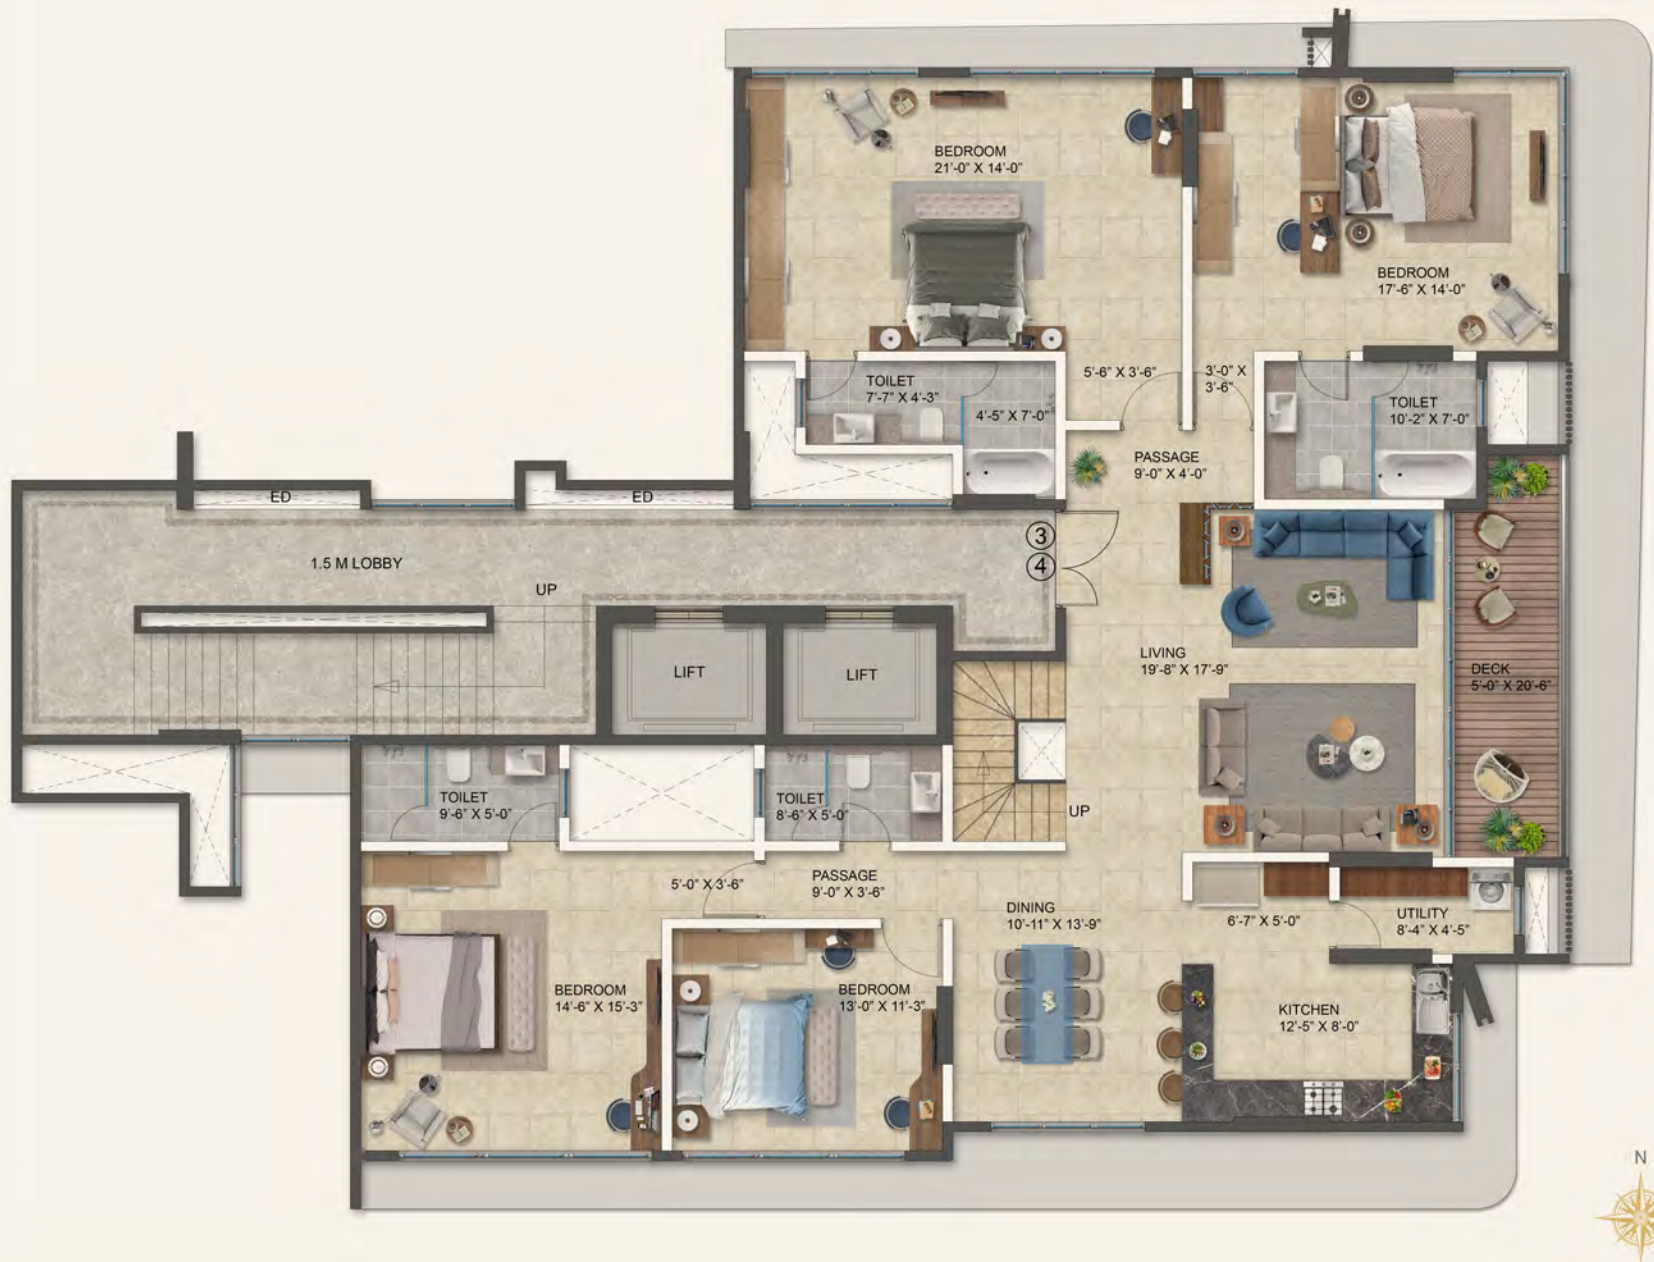 BEDROOM
21'-0" X 14'-0"
BEDROOM
17'-6" X 14'-0"
TOILET
7'-7" X 4'-3"
4'-5" X 7'-0"
5'-6" X 3'-6"
3'-0" X
3'-6"
TOILET
10'-2" X 7'-0"
PASSAGE
9'-0" X 4'-0"
ED
ED
3
4
1.5 M LOBBY
UP
LIFT
LIFT
LIVING
19'-8" X 17'-9"
DECK
5'-0" X 20'-6"
TOILET
9'-6" X 5'-0"
TOILET
8'-6" X 5'-0"
UP
5'-0" X 3'-6"
PASSAGE
9'-0" X 3'-6"
DINING
10'-11" X 13'-9"
6'-7" X 5'-0"
UTILITY
8'-4" X 4'-5"
BEDROOM
14'-6" X 15'-3"
BEDROOM
13'-0" X 11'-3"
KITCHEN
12'-5" X 8'-0"
N